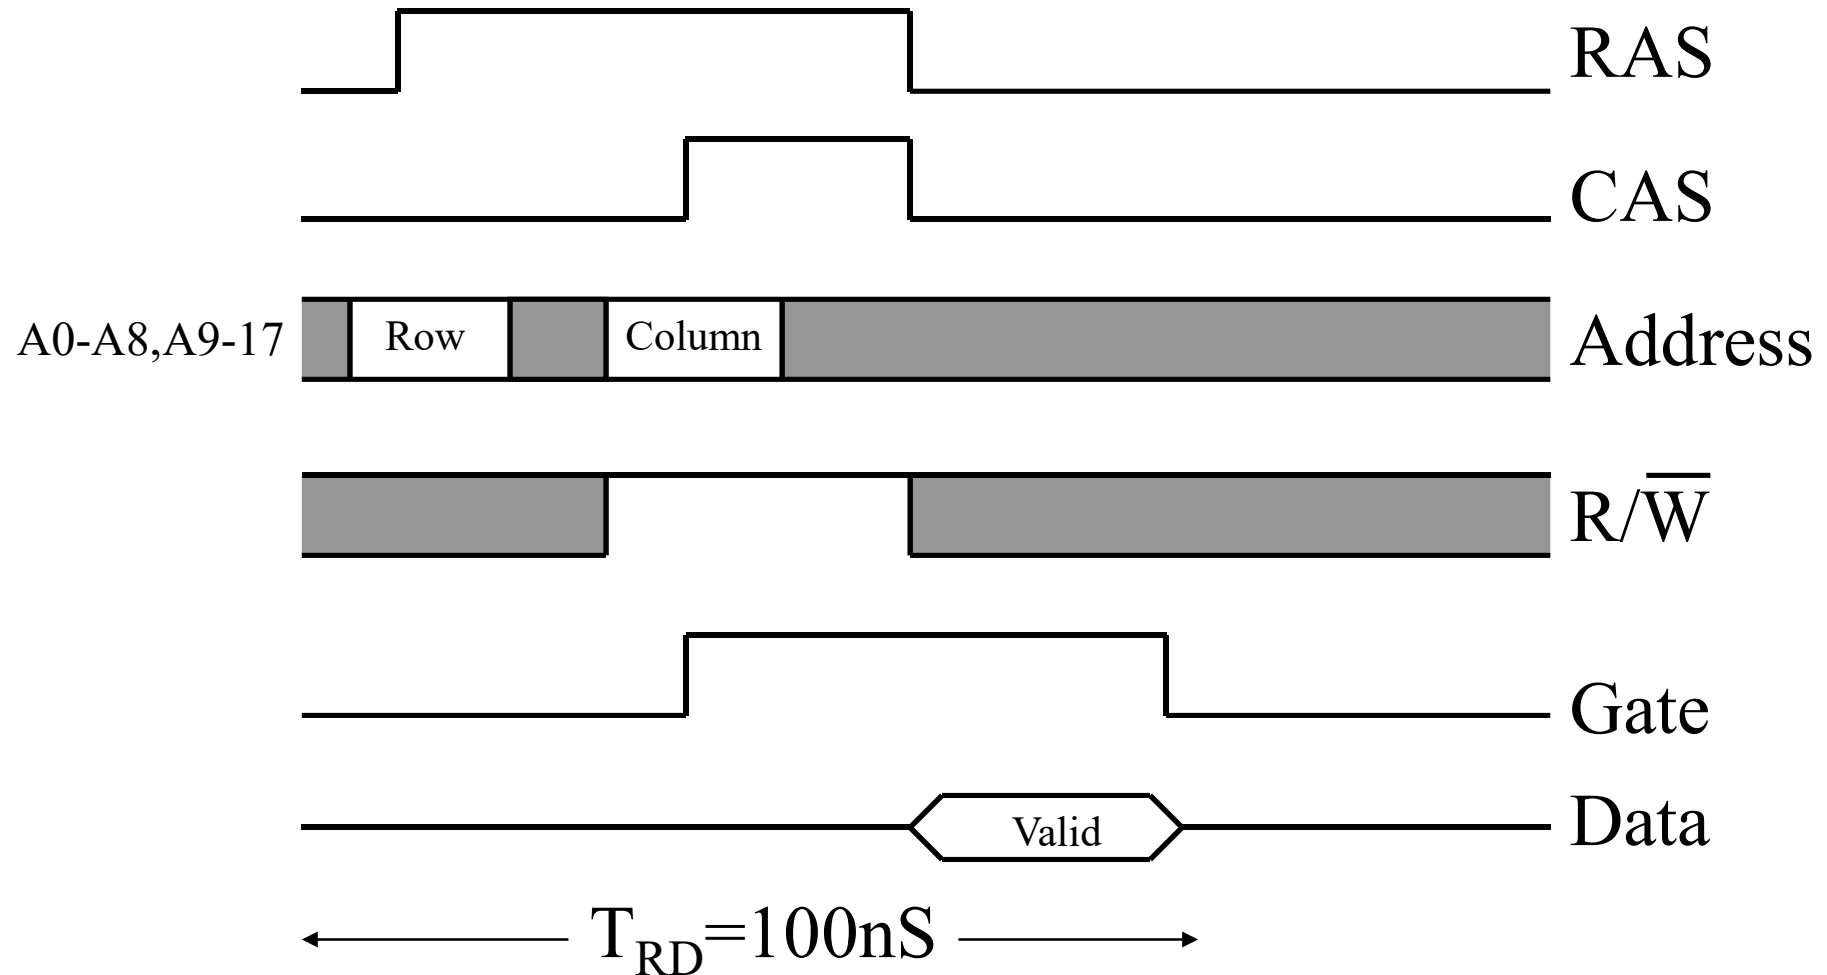 RAS
CAS
A0-A8,A9-17 Row Column Address
R/W̅
Gate
Valid Data
TRD=100nS